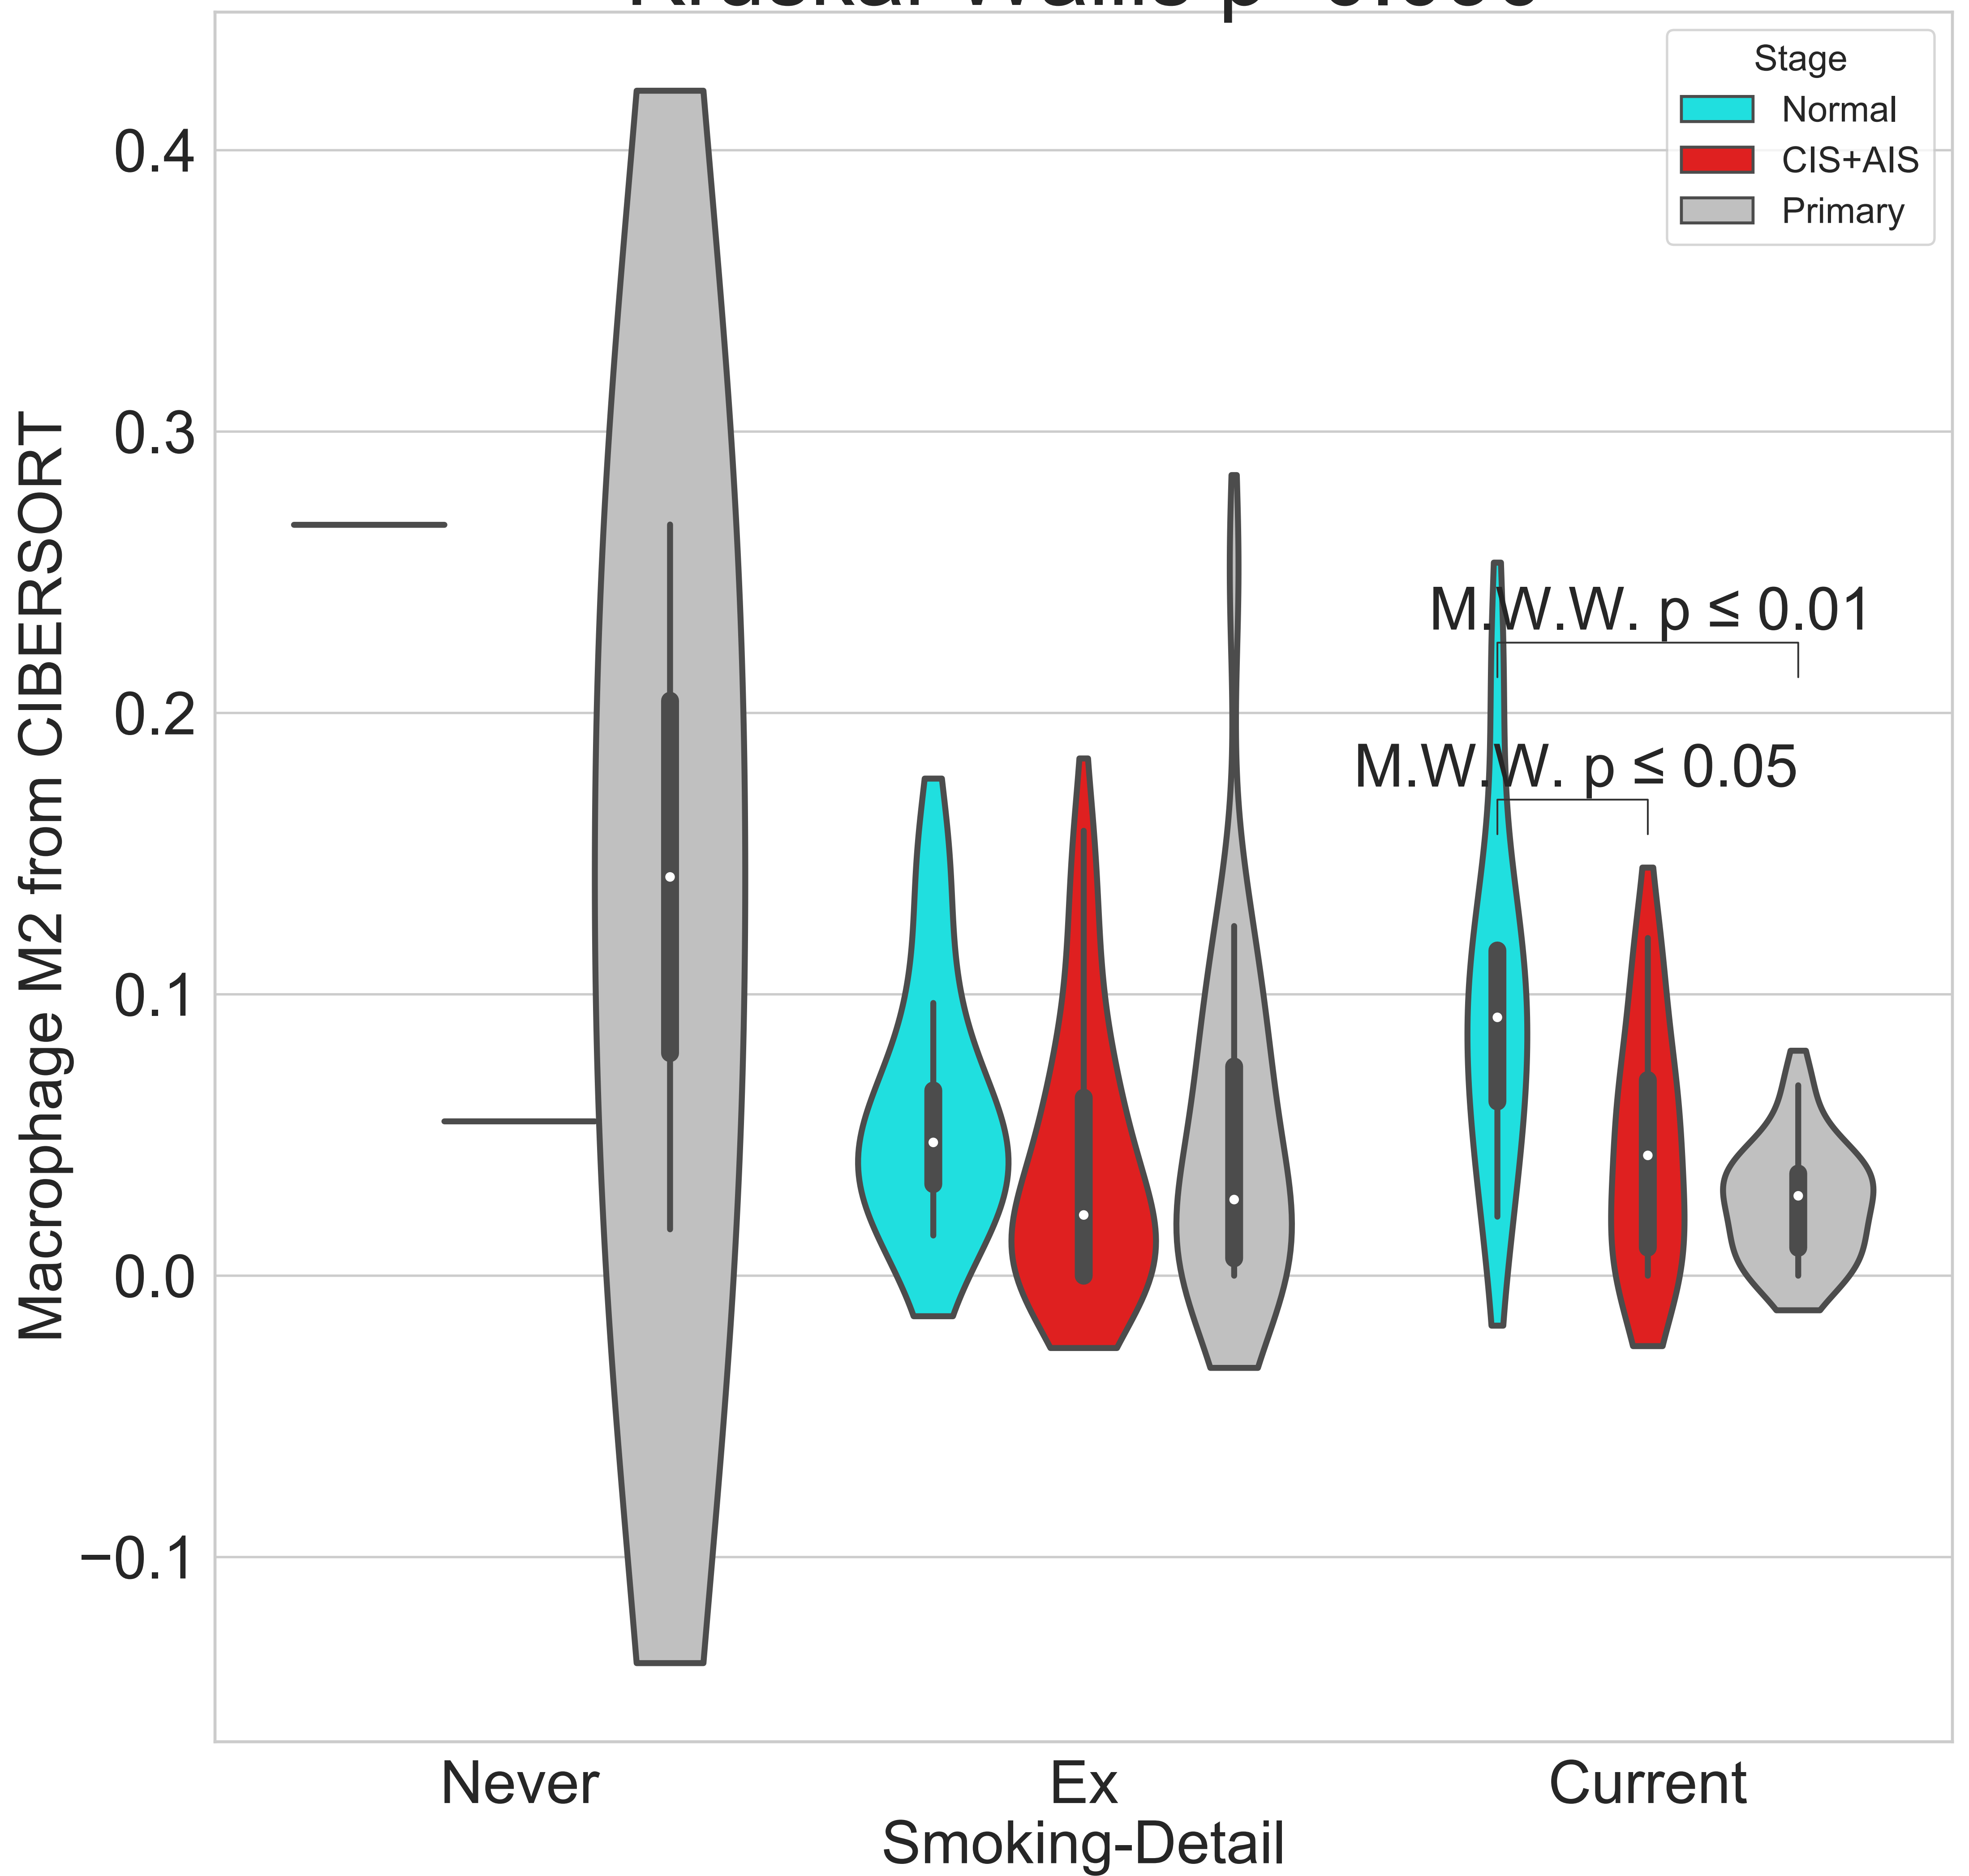 Stage
Normal
CIS+AIS
Primary
Macrophage M2 from CIBERSORT
0.4
0.3
0.2
0.1
0.0
−0.1
M.W.W. p ≤ 0.01
M.W.W. p ≤ 0.05
Never
Ex
Current
Smoking-Detail